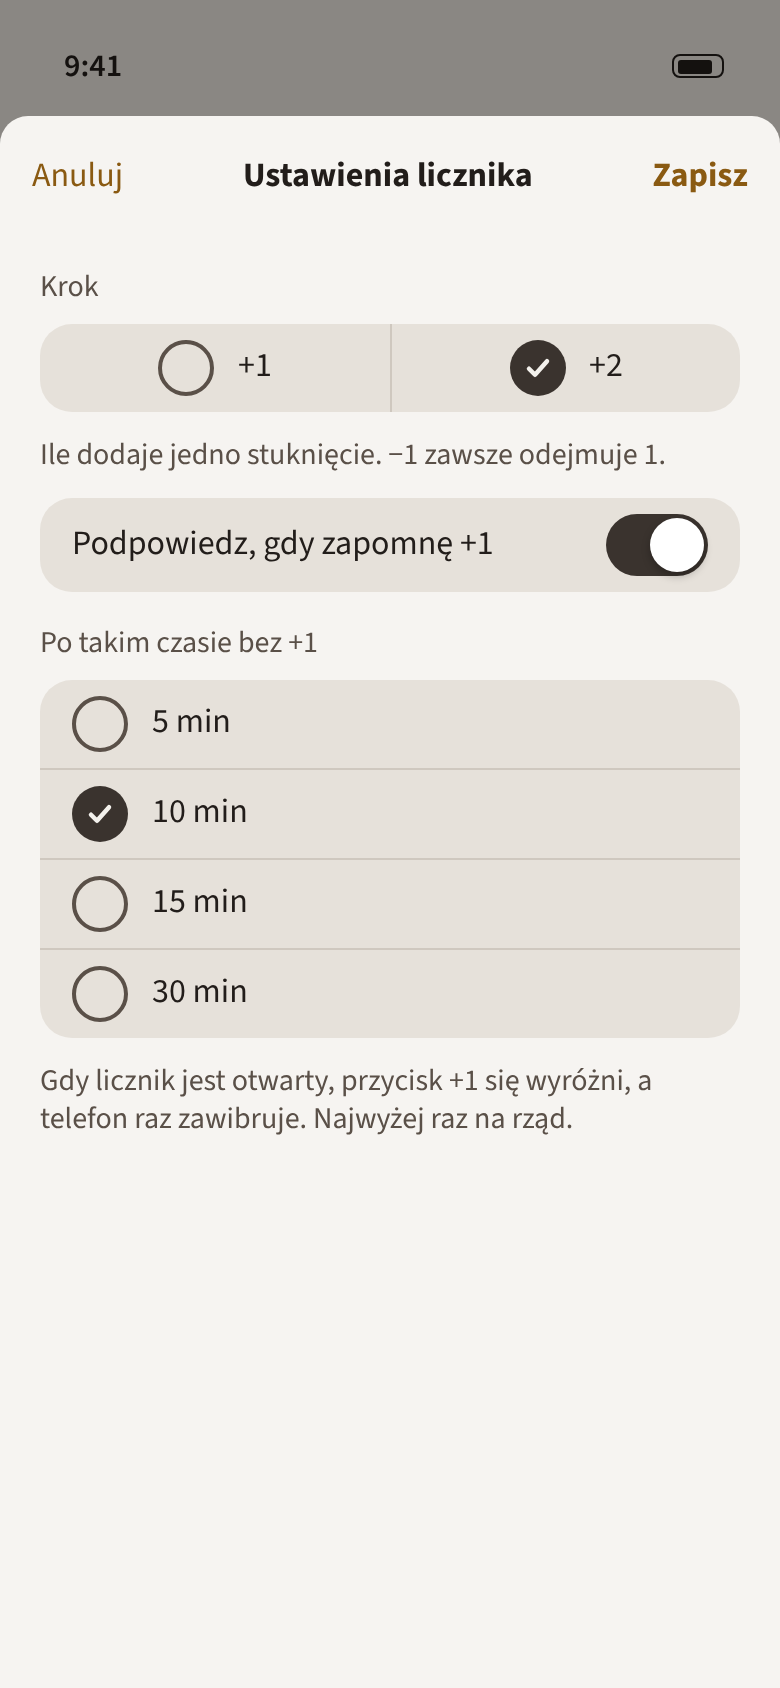 9:41
Anuluj
Ustawienia licznika
Zapisz
Krok
+1
+2
Ile dodaje jedno stuknięcie. −1 zawsze odejmuje 1.
Podpowiedz, gdy zapomnę +1
Po takim czasie bez +1
5 min
10 min
15 min
30 min
Gdy licznik jest otwarty, przycisk +1 się wyróżni, a
telefon raz zawibruje. Najwyżej raz na rząd.